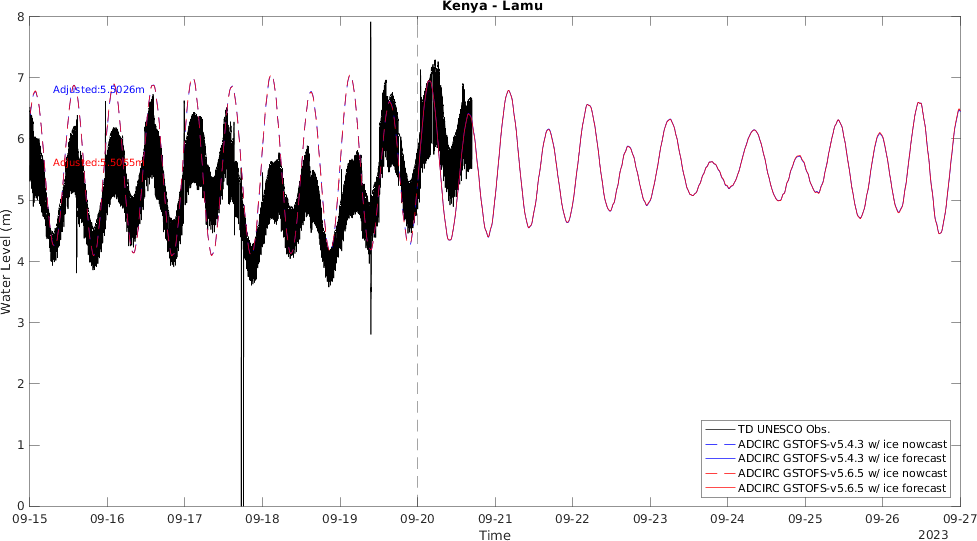 Kenya - Lamu
8
7
6
5
4
3
2
1
0
Water Level (m)
Adjusted:5.5026m
Adjusted:5.5055m
TD UNESCO Obs.
ADCIRC GSTOFS-v5.4.3 w/ ice nowcast
ADCIRC GSTOFS-v5.4.3 w/ ice forecast
ADCIRC GSTOFS-v5.6.5 w/ ice nowcast
ADCIRC GSTOFS-v5.6.5 w/ ice forecast
09-15 09-16 09-17 09-18 09-19 09-20 09-21 09-22 09-23 09-24 09-25 09-26 09-27
Time
2023